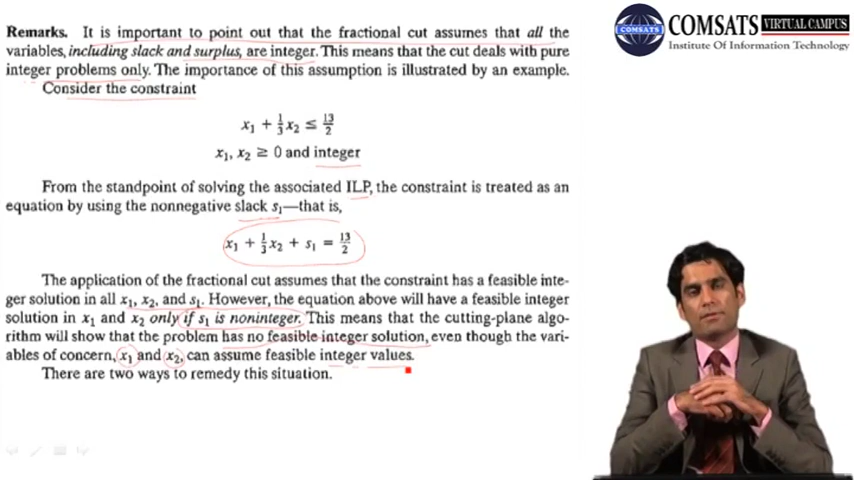 Remarks. It is important to point out that the fractional cut assumes that all the
variables, including slack and surplus, are integer. This means that the cut deals with pure
integer problems only. The importance of this assumption is illustrated by an example.
Consider the constraint
x₁ + 1/3 x₂ ≤ 13/2
x₁, x₂ ≥ 0 and integer
From the standpoint of solving the associated ILP, the constraint is treated as an
equation by using the nonnegative slack s₁—that is,
x₁ + 1/3 x₂ + s₁ = 13/2
The application of the fractional cut assumes that the constraint has a feasible inte-
ger solution in all x₁, x₂, and s₁. However, the equation above will have a feasible integer
solution in x₁ and x₂ only if s₁ is noninteger. This means that the cutting-plane algo-
rithm will show that the problem has no feasible integer solution, even though the vari-
ables of concern, x₁ and x₂, can assume feasible integer values.
There are two ways to remedy this situation.
COMSATS VIRTUAL CAMPUS
Institute Of Information Technology